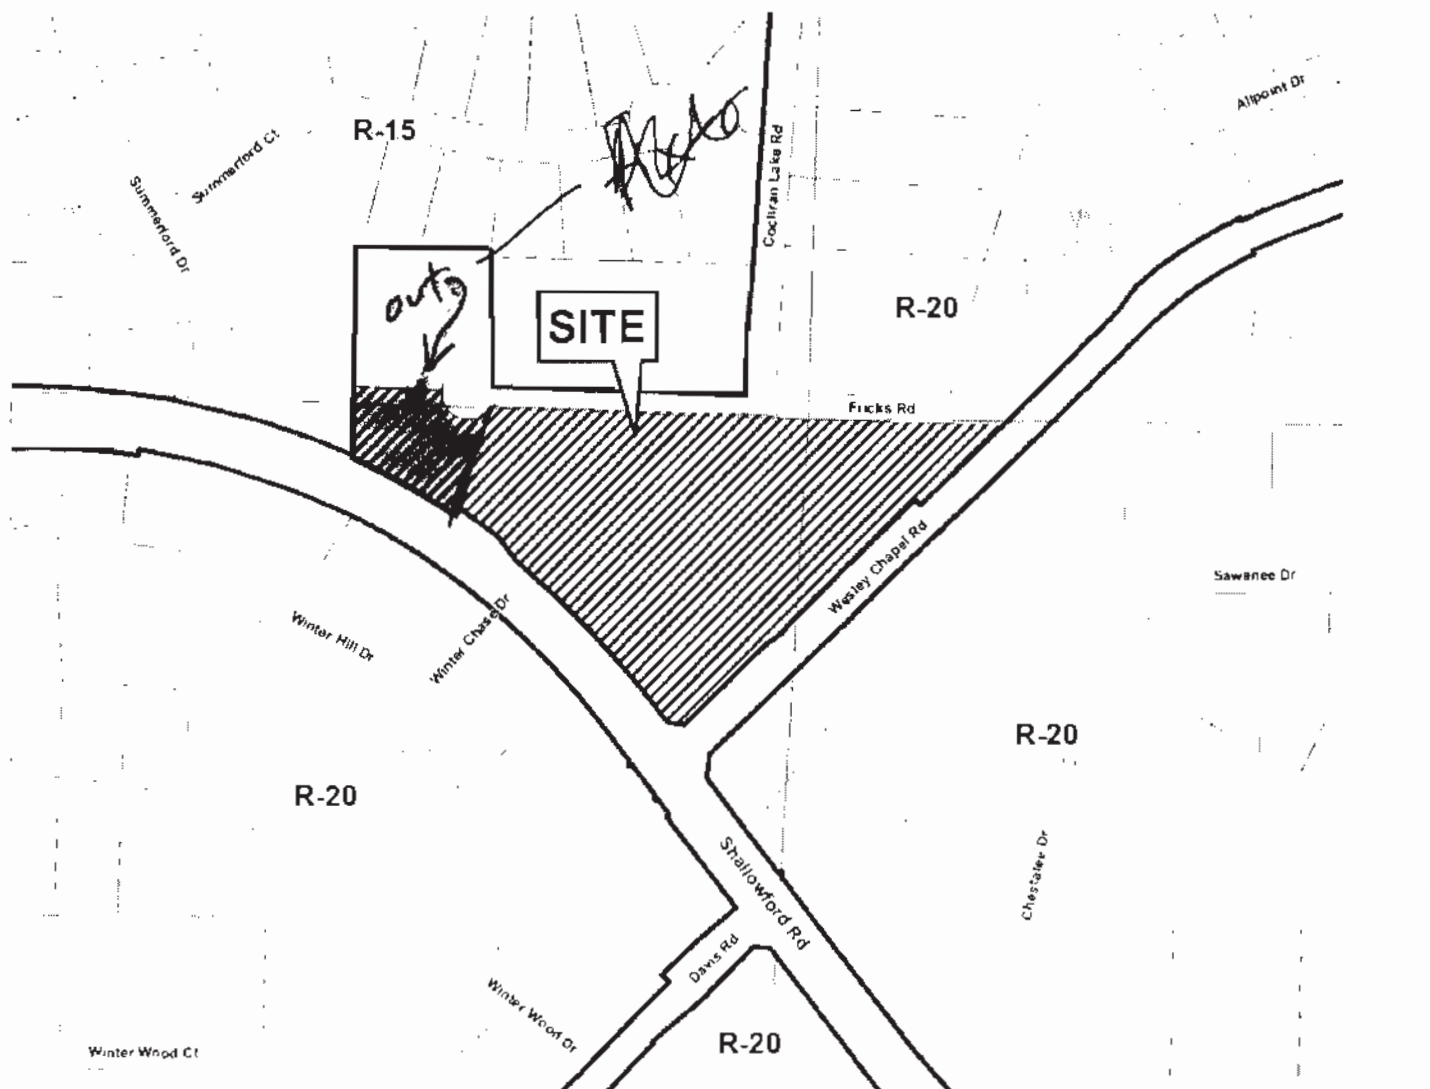 Allpoint Dr
R-15
Summerford Ct
Cochran Lake Rd
Summerford Dr
out
R-20
SITE
Fricks Rd
Wesley Chapel Rd
Sawanee Dr
Winter Hill Dr
Winter Chase Dr
R-20
R-20
Shallowford Rd
Chestatee Dr
Davis Rd
Winter Wood Dr
R-20
Winter Wood Ct